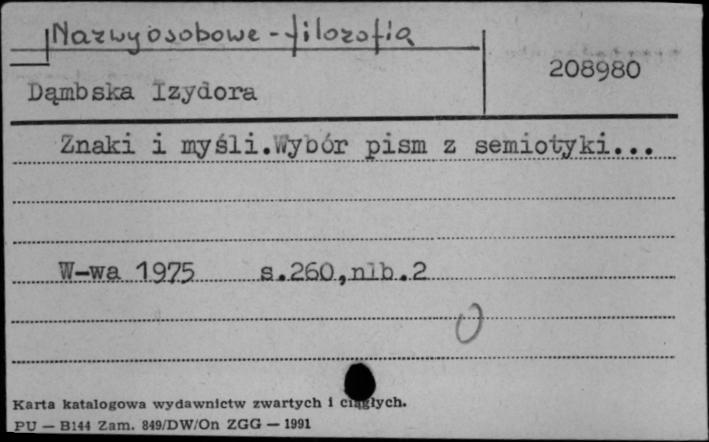 Nazwy osobowe - filozofia
208980
Dąmbska Izydora
Znaki i myśli.Wybór pism z semiotyki...
W-wa 1975 s.260,nlb.2
Karta katalogowa wydawnictw zwartych i ciągłych.
PU — B144 Zam. 849/DW/On ZGG — 1991